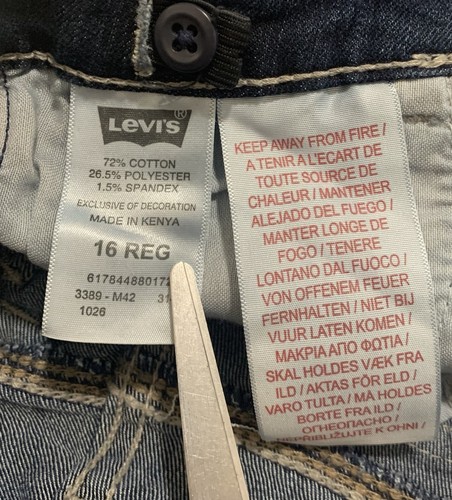 Levi's®
72% COTTON
26.5% POLYESTER
1.5% SPANDEX
EXCLUSIVE OF DECORATION
MADE IN KENYA
16 REG
3389 - M42
1026
KEEP AWAY FROM FIRE /
A TENIR A L'ECART DE
TOUTE SOURCE DE
CHALEUR / MANTENER
ALEJADO DEL FUEGO /
MANTER LONGE DE
FOGO / TENERE
LONTANO DAL FUOCO /
VON OFFENEM FEUER
FERNHALTEN / NIET BIJ
VUUR LATEN KOMEN /
ΜΑΚΡΙΑ ΑΠΟ ΦΩΤΙΑ /
SKAL HOLDES VÆK FRA
ILD / AKTAS FÖR ELD /
VARO TULTA / MÅ HOLDES
BORTE FRA ILD /
ОГНЕОПАСНО /
NEPŘIBLIŽUJTE K OHNI /